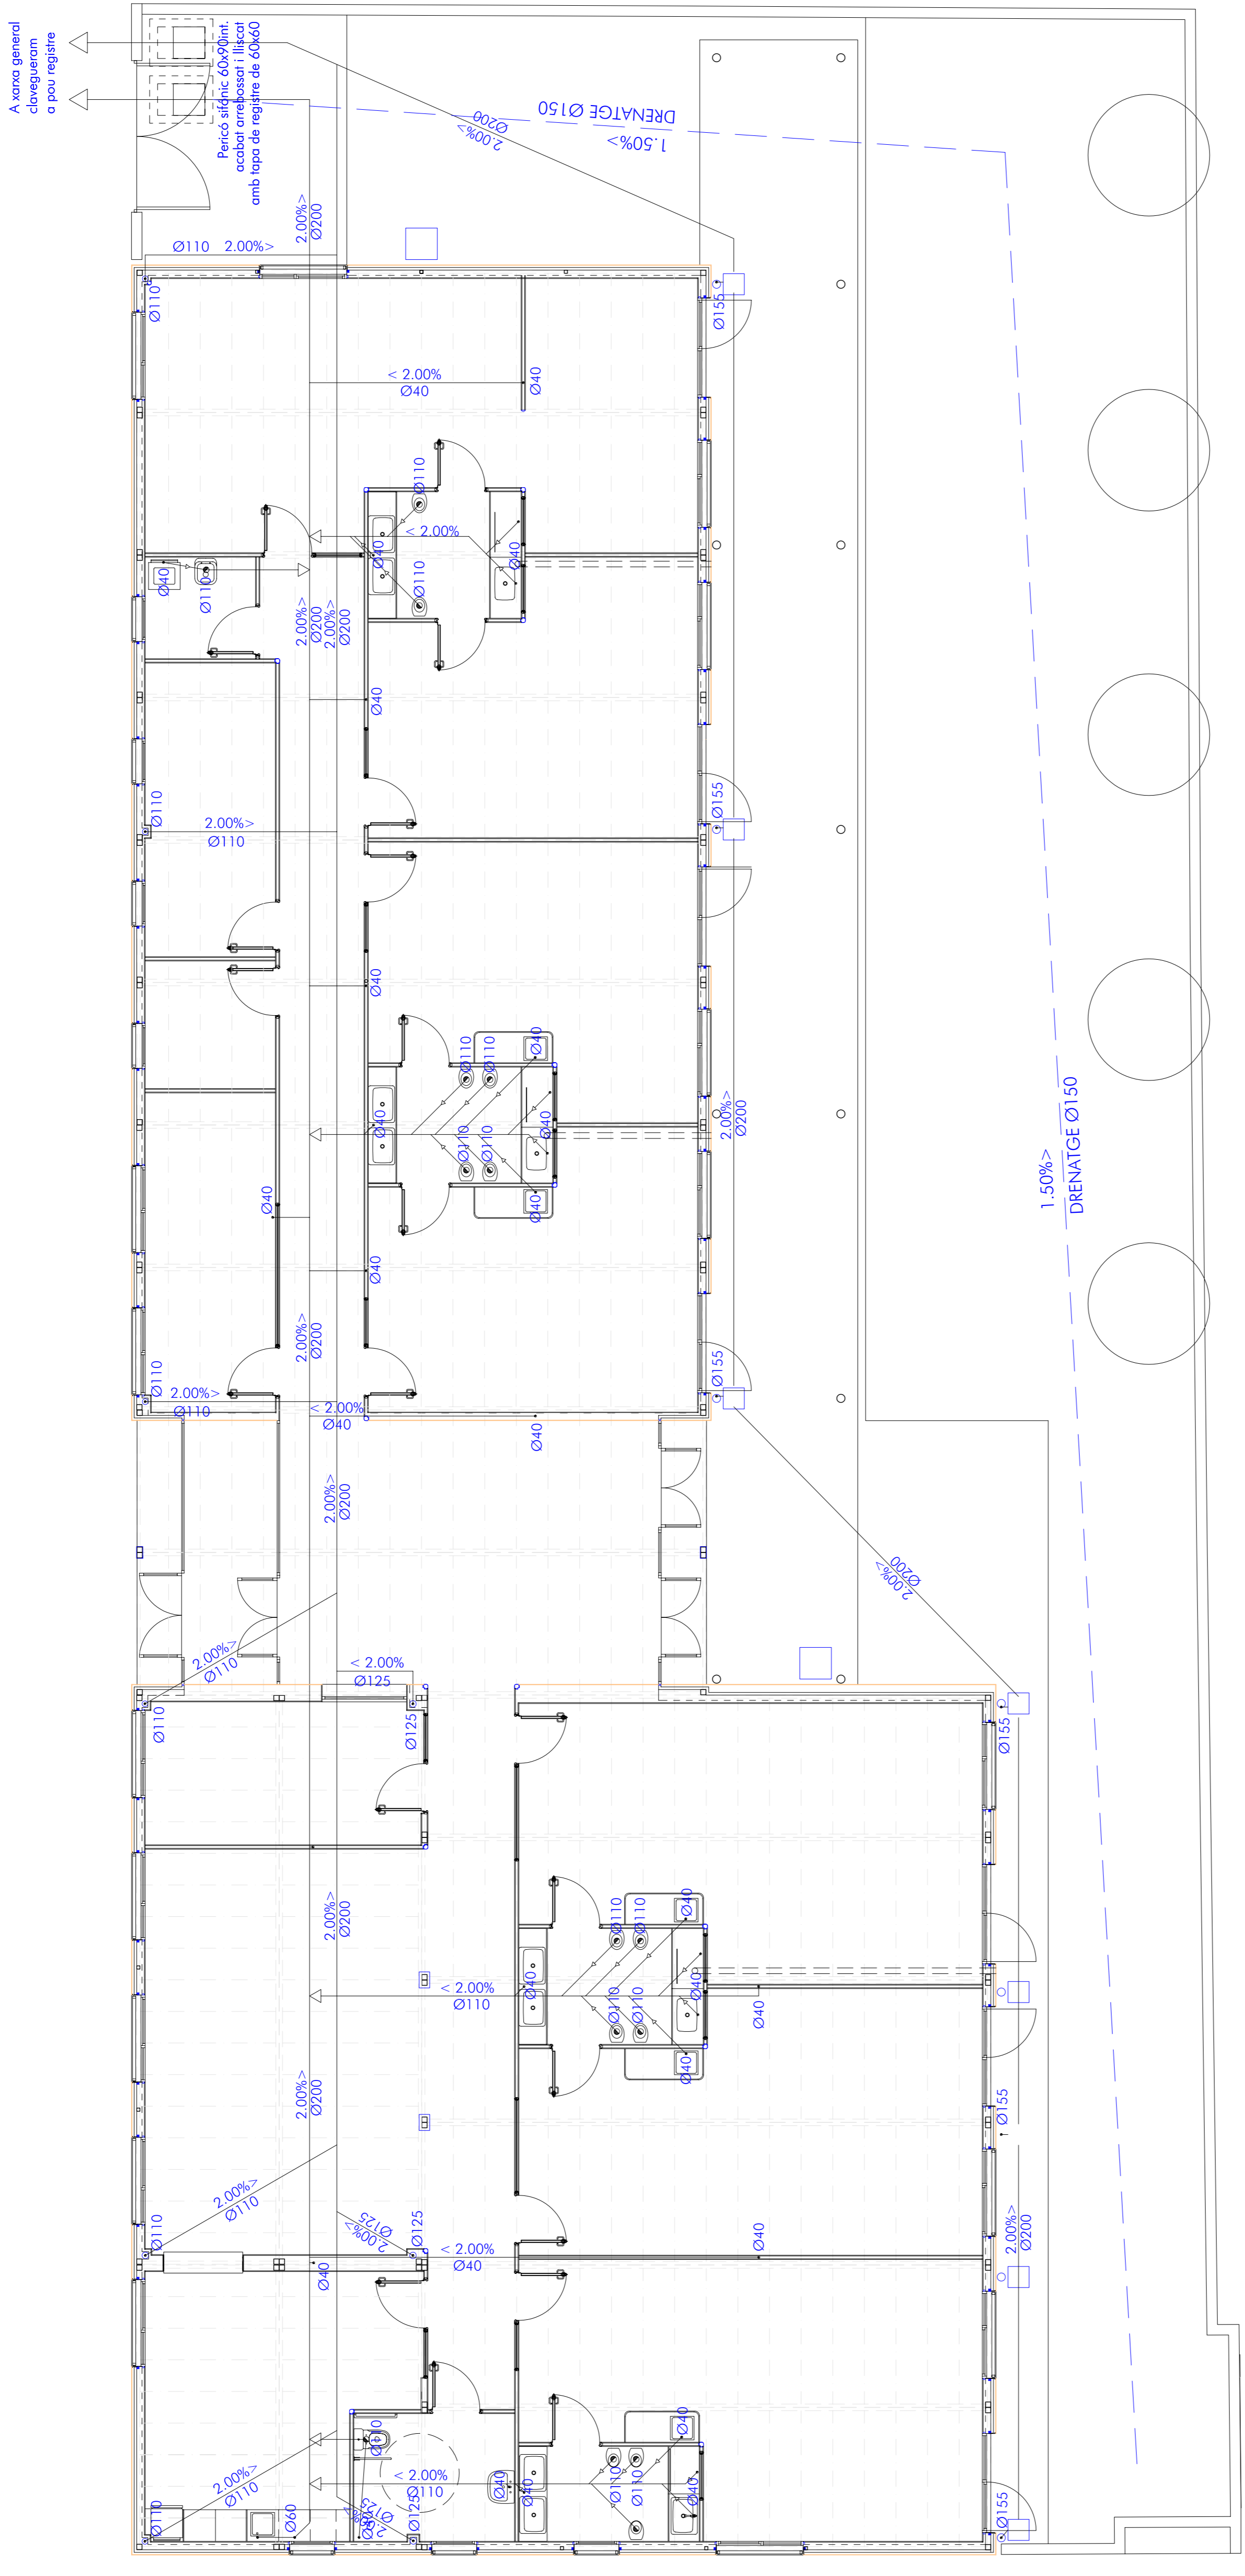 A xarxa general
clavegueram
a pou registre
Pericó sifónic 60x90int.
acabat arrebossat i lliscat
amb tapa de registre de 60x60
DRENATGE Ø150
1.50%>
Ø200
2.00%>
2.00%>
Ø200
Ø110 2.00%>
Ø110
Ø155
< 2.00%
Ø40
Ø40
Ø110
< 2.00%
Ø40
Ø40
Ø40
Ø110
Ø110
2.00%>
Ø200
2.00%>
Ø200
Ø40
Ø110
2.00%>
Ø110
Ø155
Ø40
Ø110
Ø110
Ø40
Ø40
Ø40
Ø110
Ø110
Ø40
2.00%>
Ø200
1.50%>
DRENATGE Ø150
Ø40
Ø40
2.00%>
Ø200
Ø110
2.00%>
Ø110
Ø155
< 2.00%
Ø40
Ø40
2.00%>
Ø200
Ø200
2.00%>
2.00%>
Ø110
< 2.00%
Ø125
Ø110
Ø125
Ø155
2.00%>
Ø200
Ø110
Ø110
Ø40
< 2.00%
Ø110
Ø40
Ø40
Ø40
Ø110
Ø110
Ø40
2.00%>
Ø200
Ø155
2.00%>
Ø110
Ø125
2.00%>
Ø110
Ø125
< 2.00%
Ø40
Ø40
Ø40
2.00%>
Ø200
2.00%>
Ø110
Ø110
< 2.00%
Ø110
Ø40
Ø40
Ø40
Ø110
Ø110
Ø40
Ø110
Ø60
Ø125
Ø125
Ø155